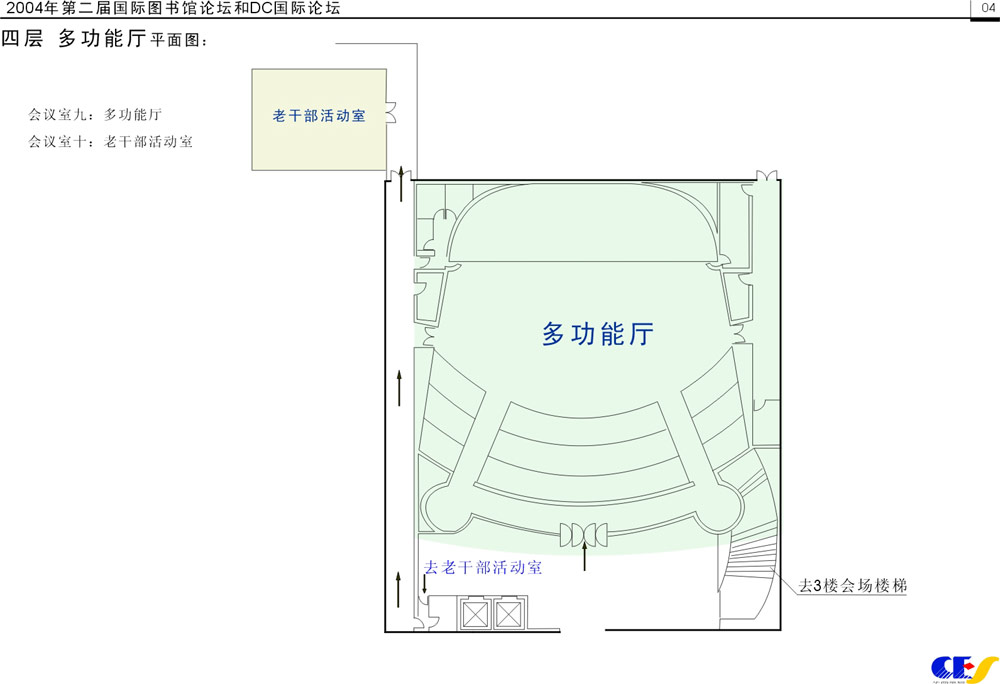 2004年第二届国际图书馆论坛和DC国际论坛
04
四层 多功能厅平面图：
会议室九：多功能厅
会议室十：老干部活动室
老干部活动室
多功能厅
去老干部活动室
去3楼会场楼梯
CES